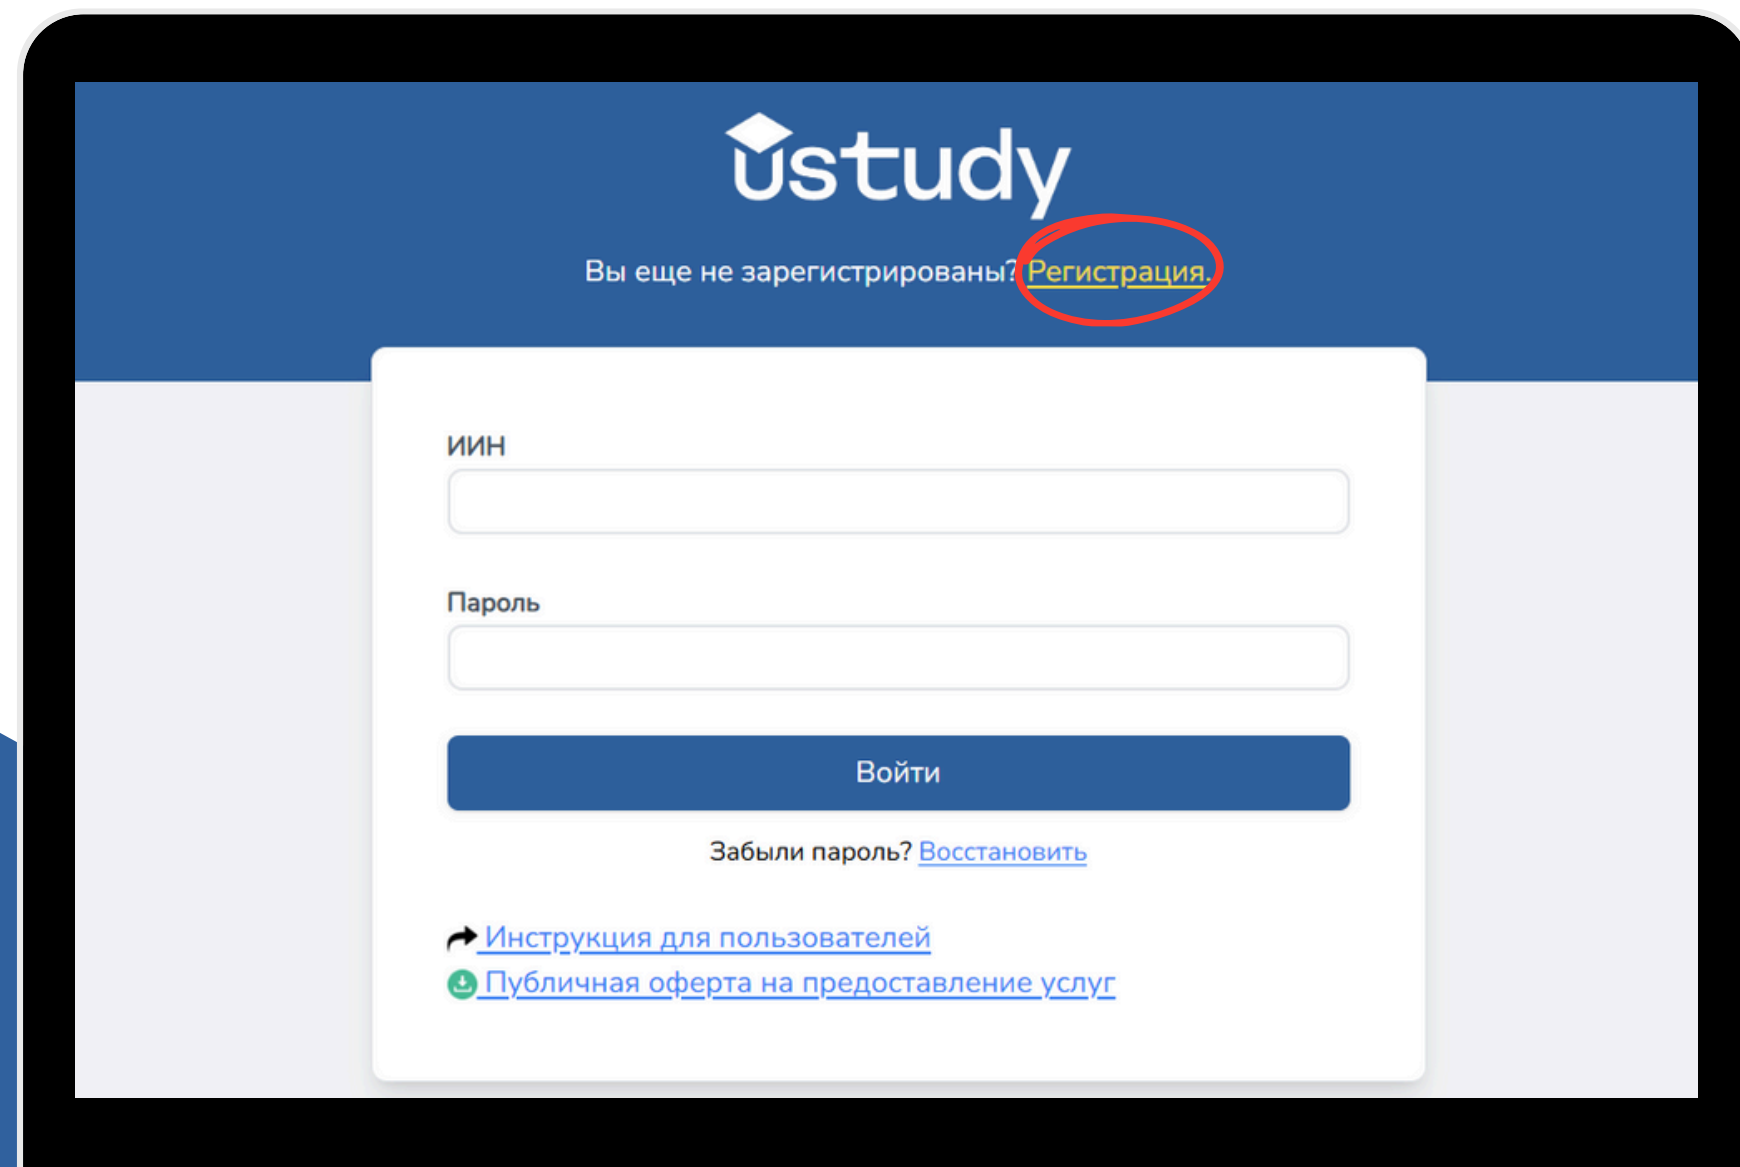 ustudy
Вы еще не зарегистрированы? Регистрация.
ИИН
Пароль
Войти
Забыли пароль? Восстановить
Инструкция для пользователей
Публичная оферта на предоставление услуг